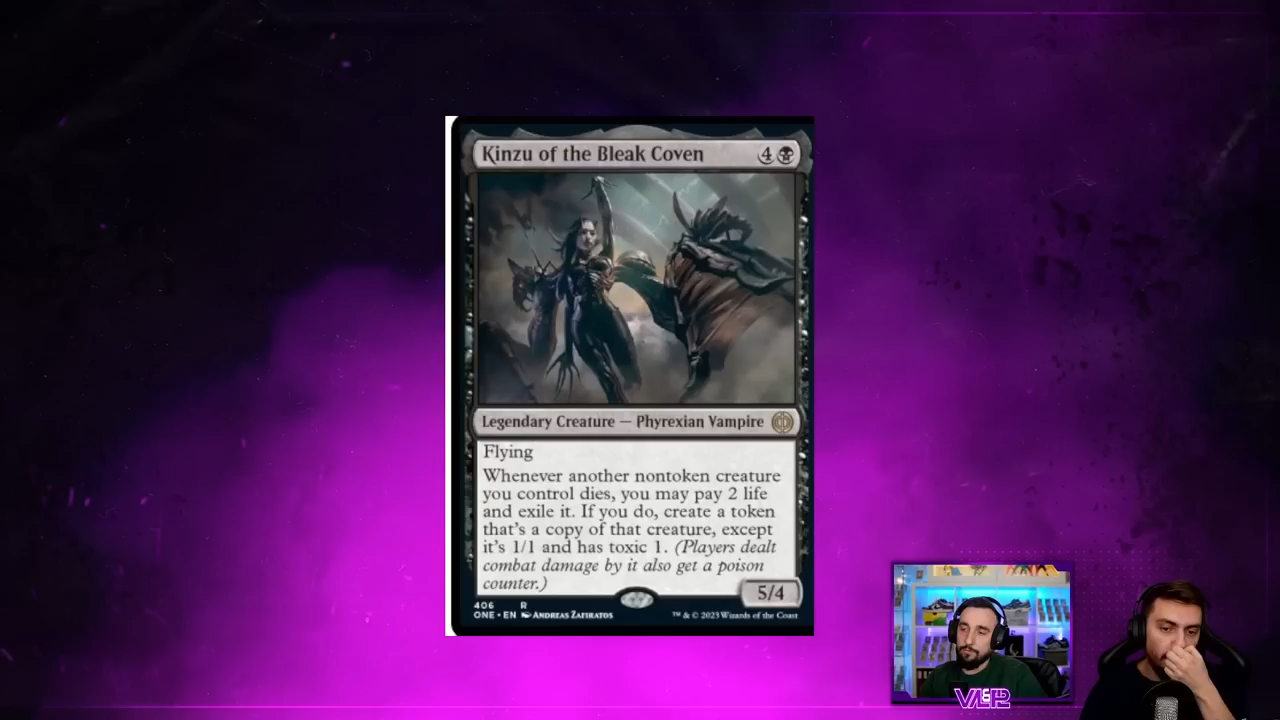 Kinzu of the Bleak Coven 4
Legendary Creature — Phyrexian Vampire
Flying
Whenever another nontoken creature
you control dies, you may pay 2 life
and exile it. If you do, create a token
that's a copy of that creature, except
it's 1/1 and has toxic 1. (Players dealt
combat damage by it also get a poison
counter.)
5/4
406 R
ONE • EN ANDREAS ZAFIRATOS ™ & © 2023 Wizards of the Coast